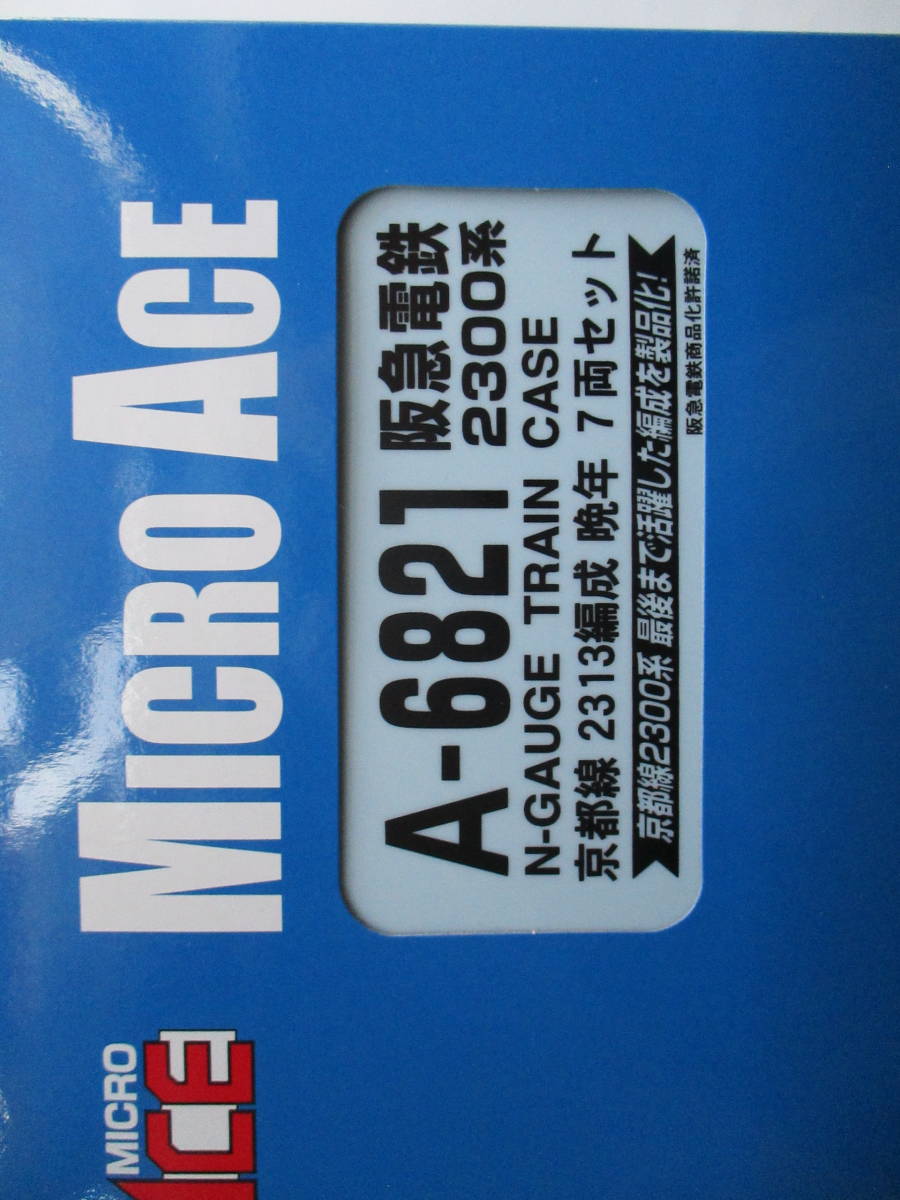 MICRO ACE
MICRO
ACE
A-6821 阪急電鉄
2300系
N-GAUGE TRAIN CASE
京都線 2313編成 晩年 7両セット
京都線2300系 最後まで活躍した編成を製品化!
阪急電鉄商品化許諾済